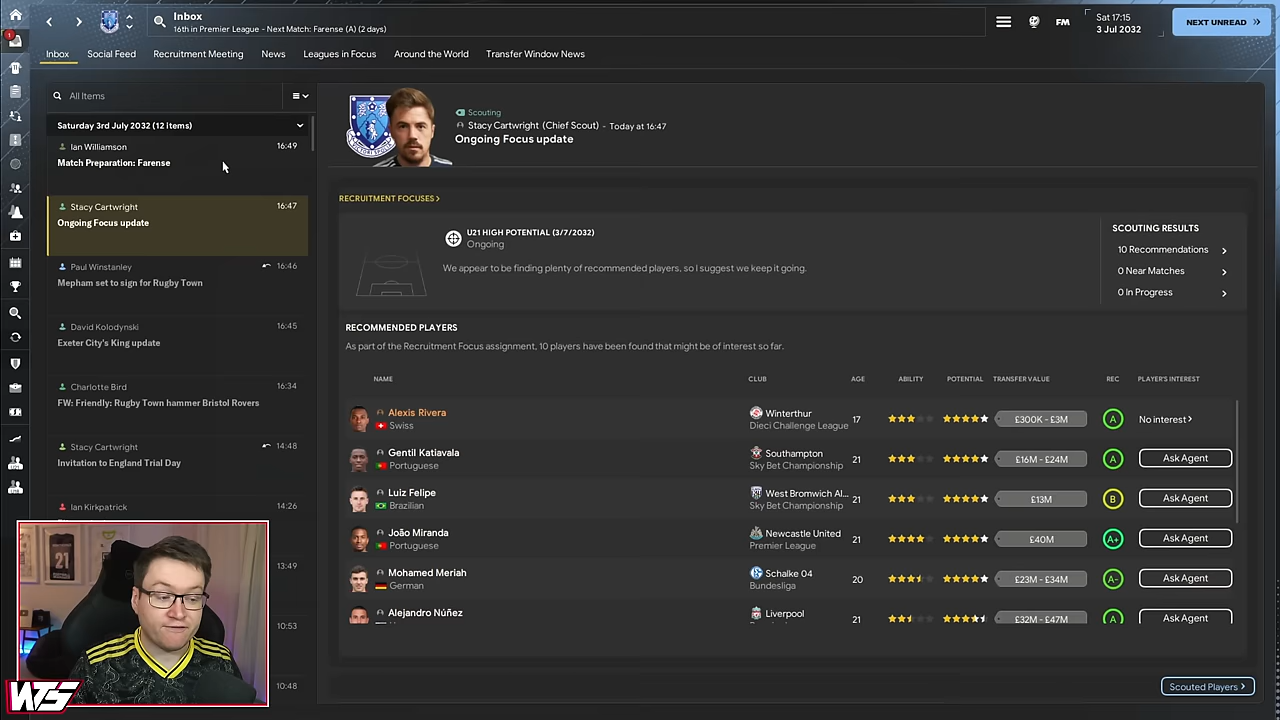 Inbox
16th in Premier League - Next Match: Farense (A) (2 days)
FM
Sat 17:15
3 Jul 2032
NEXT UNREAD
1
Inbox
Social Feed
Recruitment Meeting
News
Leagues in Focus
Around the World
Transfer Window News
All Items
Saturday 3rd July 2032 (12 items)
Ian Williamson 16:49
Match Preparation: Farense
Stacy Cartwright 16:47
Ongoing Focus update
Paul Winstanley 16:46
Mepham set to sign for Rugby Town
David Kolodynski 16:45
Exeter City's King update
Charlotte Bird 16:34
FW: Friendly: Rugby Town hammer Bristol Rovers
Stacy Cartwright 14:48
Invitation to England Trial Day
Ian Kirkpatrick 14:26
13:49
10:53
10:48
Scouting
Stacy Cartwright (Chief Scout) - Today at 16:47
Ongoing Focus update
RECRUITMENT FOCUSES >
U21 HIGH POTENTIAL (3/7/2032)
Ongoing
We appear to be finding plenty of recommended players, so I suggest we keep it going.
SCOUTING RESULTS
10 Recommendations
0 Near Matches
0 In Progress
RECOMMENDED PLAYERS
As part of the Recruitment Focus assignment, 10 players have been found that might be of interest so far.
NAME CLUB AGE ABILITY POTENTIAL TRANSFER VALUE REC PLAYER'S INTEREST
Alexis Rivera Winterthur 17 £300K - £3M A No interest >
Swiss Dieci Challenge League
Gentil Katiavala Southampton 21 £16M - £24M A Ask Agent
Portuguese Sky Bet Championship
Luiz Felipe West Bromwich Al... 21 £13M B Ask Agent
Brazilian Sky Bet Championship
João Miranda Newcastle United 21 £40M A+ Ask Agent
Portuguese Premier League
Mohamed Meriah Schalke 04 20 £23M - £34M A- Ask Agent
German Bundesliga
Alejandro Núñez Liverpool 21 £32M - £47M A Ask Agent
Scouted Players >
21
WTS